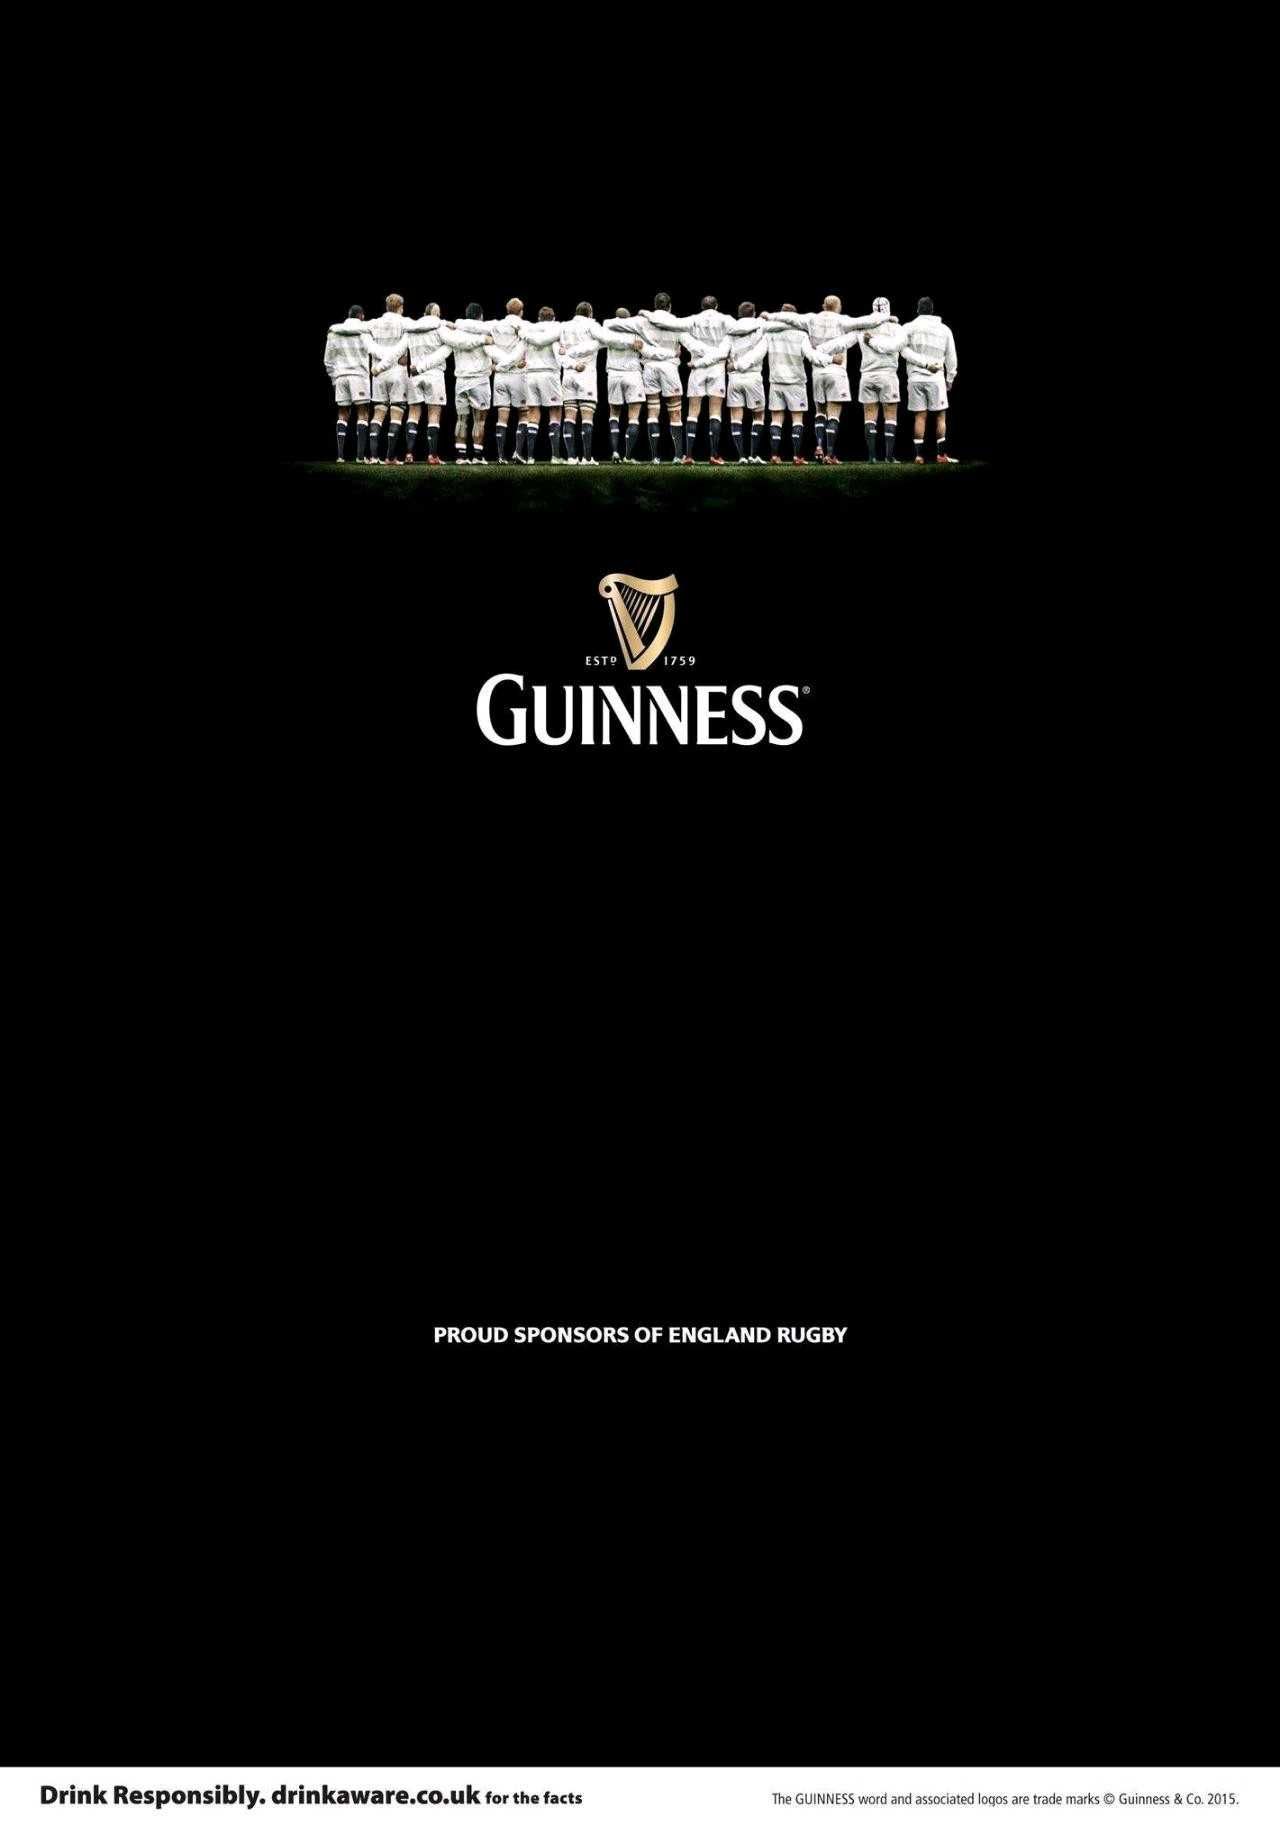 ESTD 1759
GUINNESS®
PROUD SPONSORS OF ENGLAND RUGBY
Drink Responsibly. drinkaware.co.uk for the facts
The GUINNESS word and associated logos are trade marks © Guinness & Co. 2015.